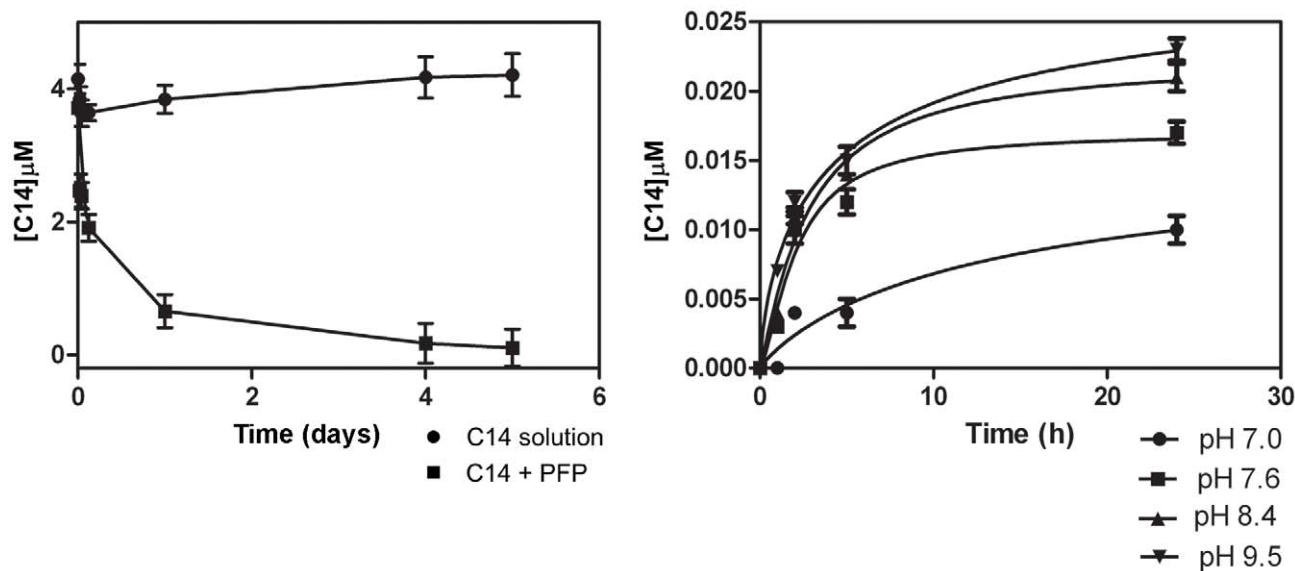 [C14]µM
4
2
0
0
2
4
6
Time (days)
C14 solution
C14 + PFP
[C14]µM
0.025
0.020
0.015
0.010
0.005
0.000
0
10
20
30
Time (h)
pH 7.0
pH 7.6
pH 8.4
pH 9.5